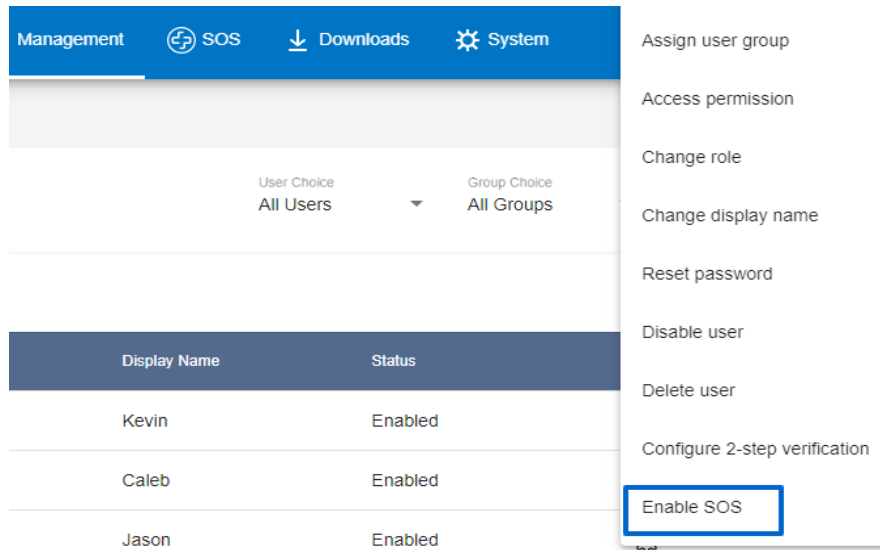 Management SOS Downloads System
User Choice Group Choice
All Users All Groups
Display Name Status
Kevin Enabled
Caleb Enabled
Jason Enabled
Assign user group
Access permission
Change role
Change display name
Reset password
Disable user
Delete user
Configure 2-step verification
Enable SOS